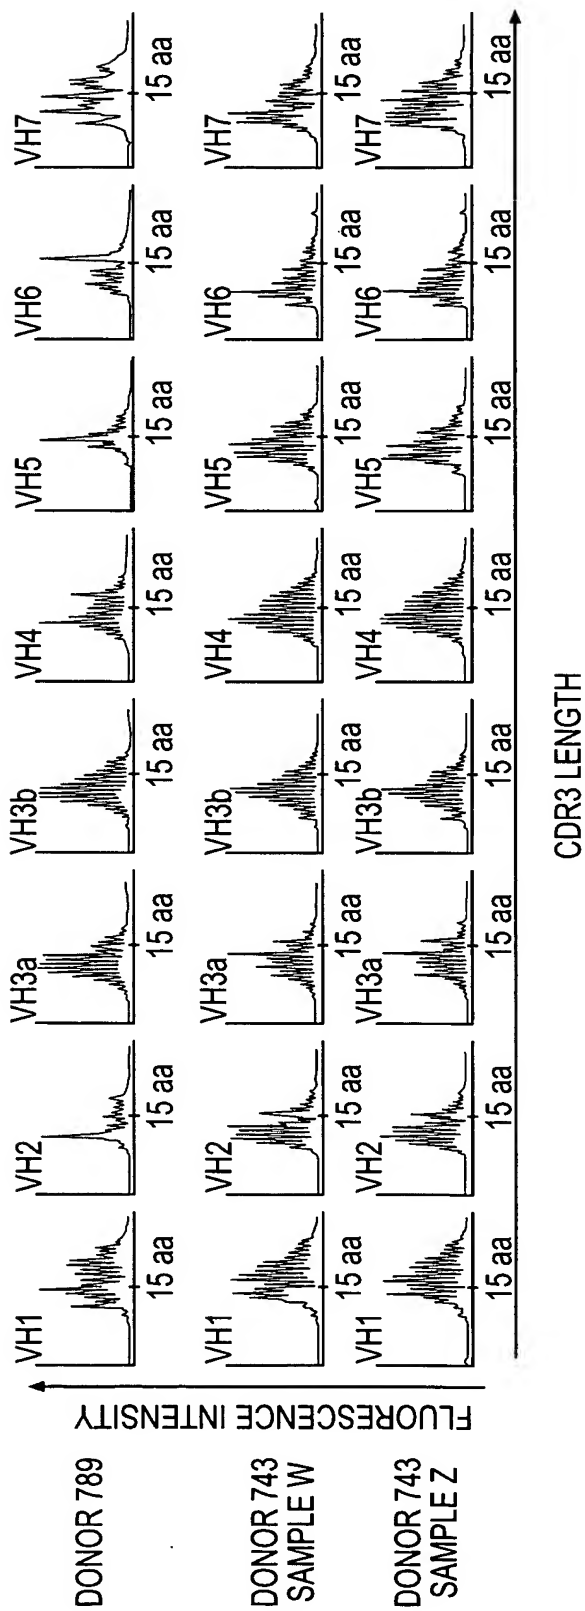 DONOR 789
VH1
VH2
VH3a
VH3b
VH4
VH5
VH6
VH7
15 aa
15 aa
15 aa
15 aa
15 aa
15 aa
15 aa
15 aa
DONOR 743
SAMPLE W
VH1
VH2
VH3a
VH3b
VH4
VH5
VH6
VH7
15 aa
15 aa
15 aa
15 aa
15 aa
15 aa
15 aa
15 aa
DONOR 743
SAMPLE Z
VH1
VH2
VH3a
VH3b
VH4
VH5
VH6
VH7
15 aa
15 aa
15 aa
15 aa
15 aa
15 aa
15 aa
15 aa
FLUORESCENCE INTENSITY
CDR3 LENGTH